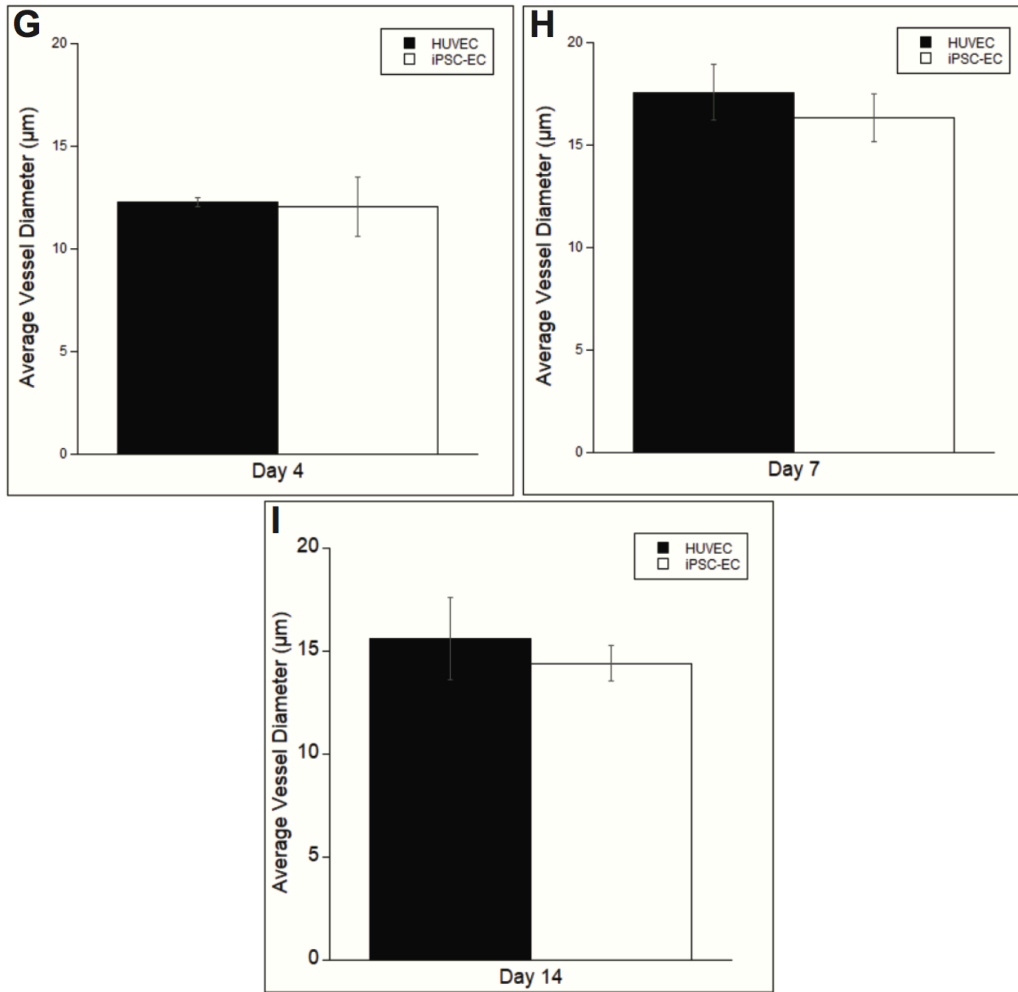 G
20
15
10
5
0
Average Vessel Diameter (µm)
HUVEC
iPSC-EC
Day 4
H
20
15
10
5
0
Average Vessel Diameter (µm)
HUVEC
iPSC-EC
Day 7
I
20
15
10
5
0
Average Vessel Diameter (µm)
HUVEC
iPSC-EC
Day 14